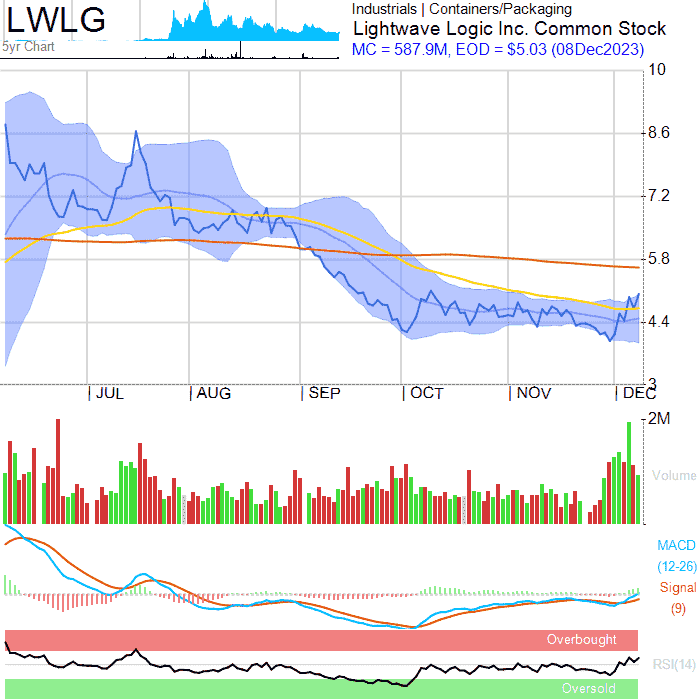 LWLG
5yr Chart
Industrials | Containers/Packaging
Lightwave Logic Inc. Common Stock
MC = 587.9M, EOD = $5.03 (08Dec2023)
10
8.6
7.2
5.8
4.4
3
JUL AUG SEP OCT NOV DEC
2M
Volume
MACD
(12-26)
Signal
(9)
Overbought
RSI(14)
Oversold